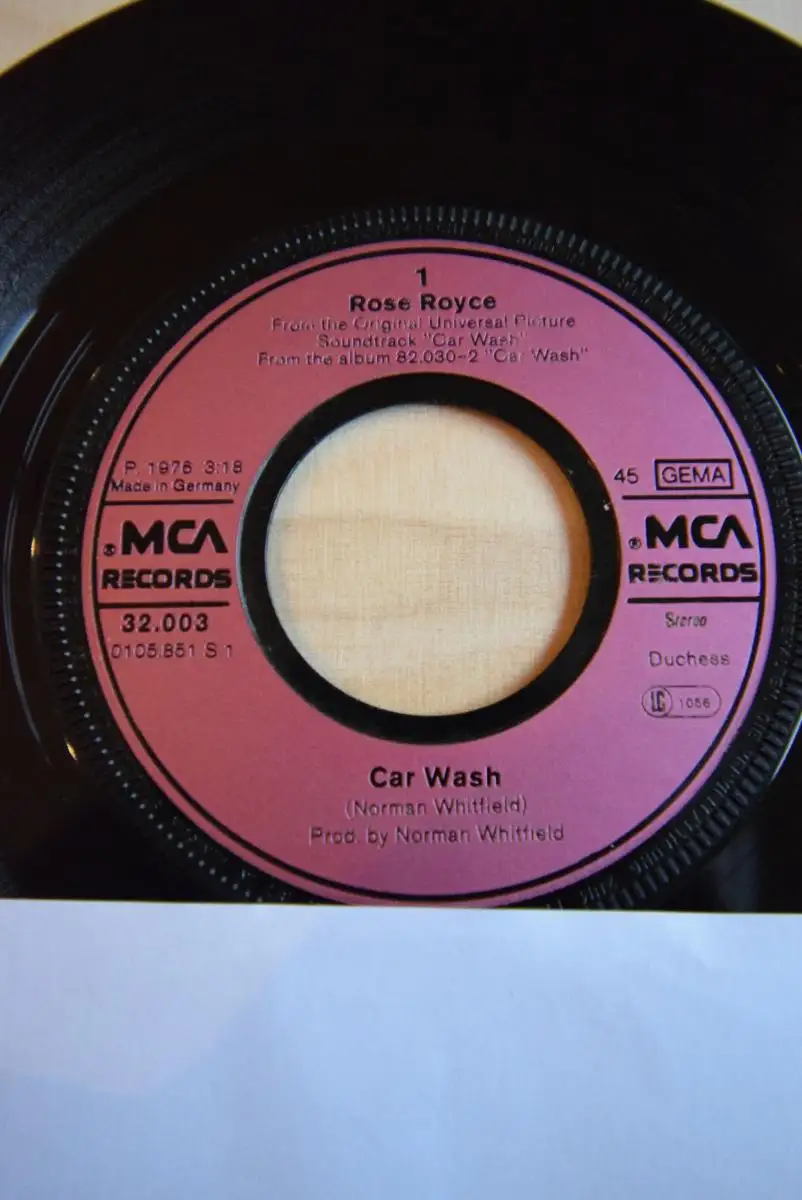 1
Rose Royce
From the Original Universal Picture
Soundtrack "Car Wash"
From the album 82.030-2 "Car Wash"
P. 1976 3:18
Made in Germany
® MCA
RECORDS
32.003
0105.851 S 1
45 GEMA
® MCA
RECORDS
Stereo
Duchess
LC 1056
Car Wash
(Norman Whitfield)
Prod. by Norman Whitfield